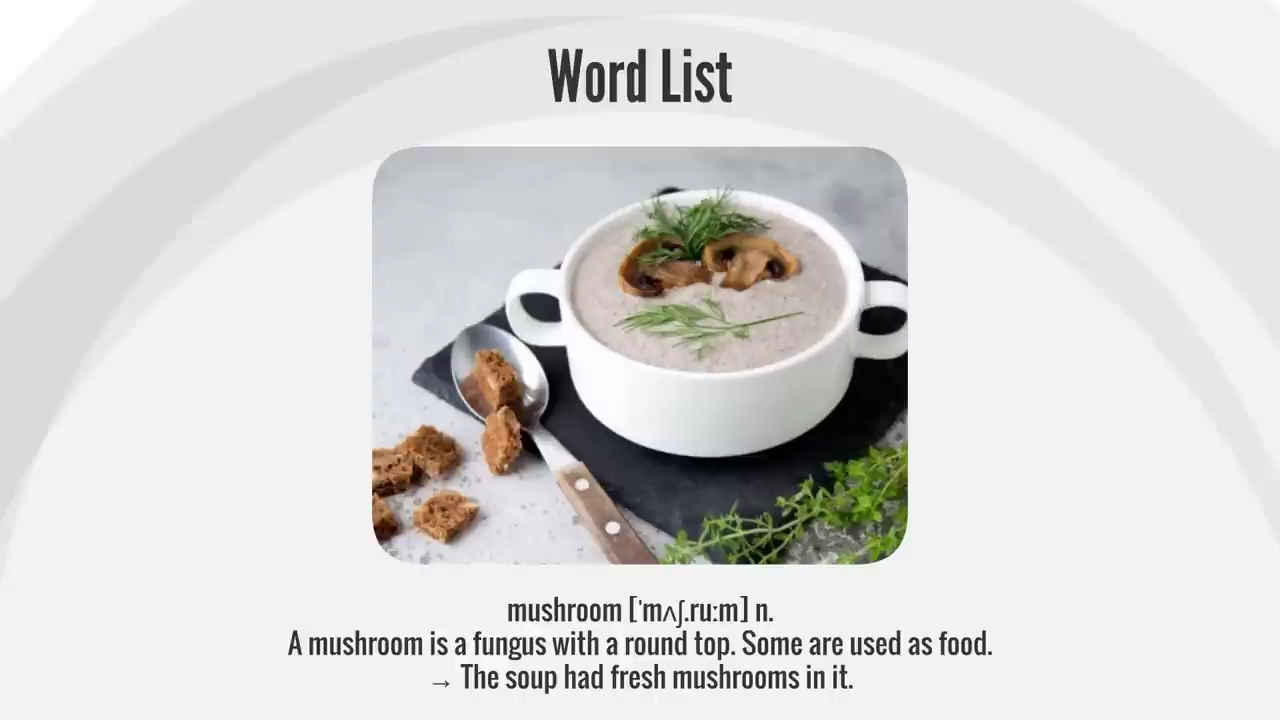 Word List
mushroom [ˈmʌʃ.ruːm] n.
A mushroom is a fungus with a round top. Some are used as food.
→ The soup had fresh mushrooms in it.